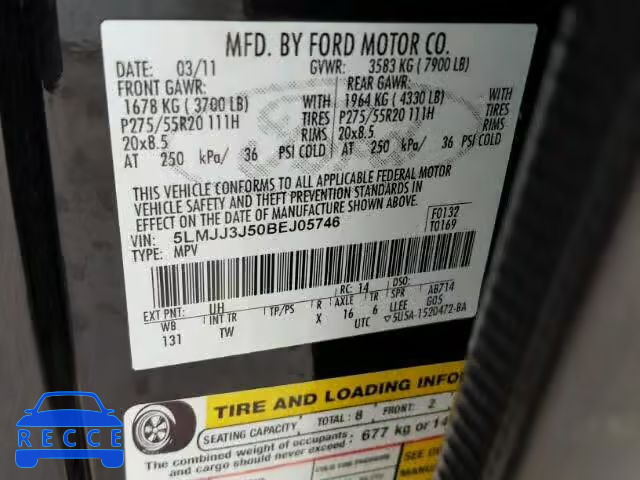 MFD. BY FORD MOTOR CO.
DATE: 03/11 GVWR: 3583 KG ( 7900 LB)
FRONT GAWR: REAR GAWR:
1678 KG ( 3700 LB) WITH 1964 KG ( 4330 LB) WITH
P275/55R20 111H TIRES P275/55R20 111H TIRES
20x8.5 RIMS 20x8.5 RIMS
AT 250 kPa/ 36 PSI COLD AT 250 kPa/ 36 PSI COLD
THIS VEHICLE CONFORMS TO ALL APPLICABLE FEDERAL MOTOR
VEHICLE SAFETY AND THEFT PREVENTION STANDARDS IN
EFFECT ON THE DATE OF MANUFACTURE SHOWN ABOVE.
VIN: 5LMJJ3J50BEJ05746 F0132
TYPE: MPV T0169
RC: 14 DSO:
EXT PNT: UH R AXLE TR SPR AB714
WB INT TR TP/PS X 16 6 LLEE G05
131 TW UTC 5USA-1520472-BA
TIRE AND LOADING INFO
SEATING CAPACITY TOTAL: 8 FRONT: 2
The combined weight of occupants 677 kg or 14
and cargo should never exceed:
RECCE